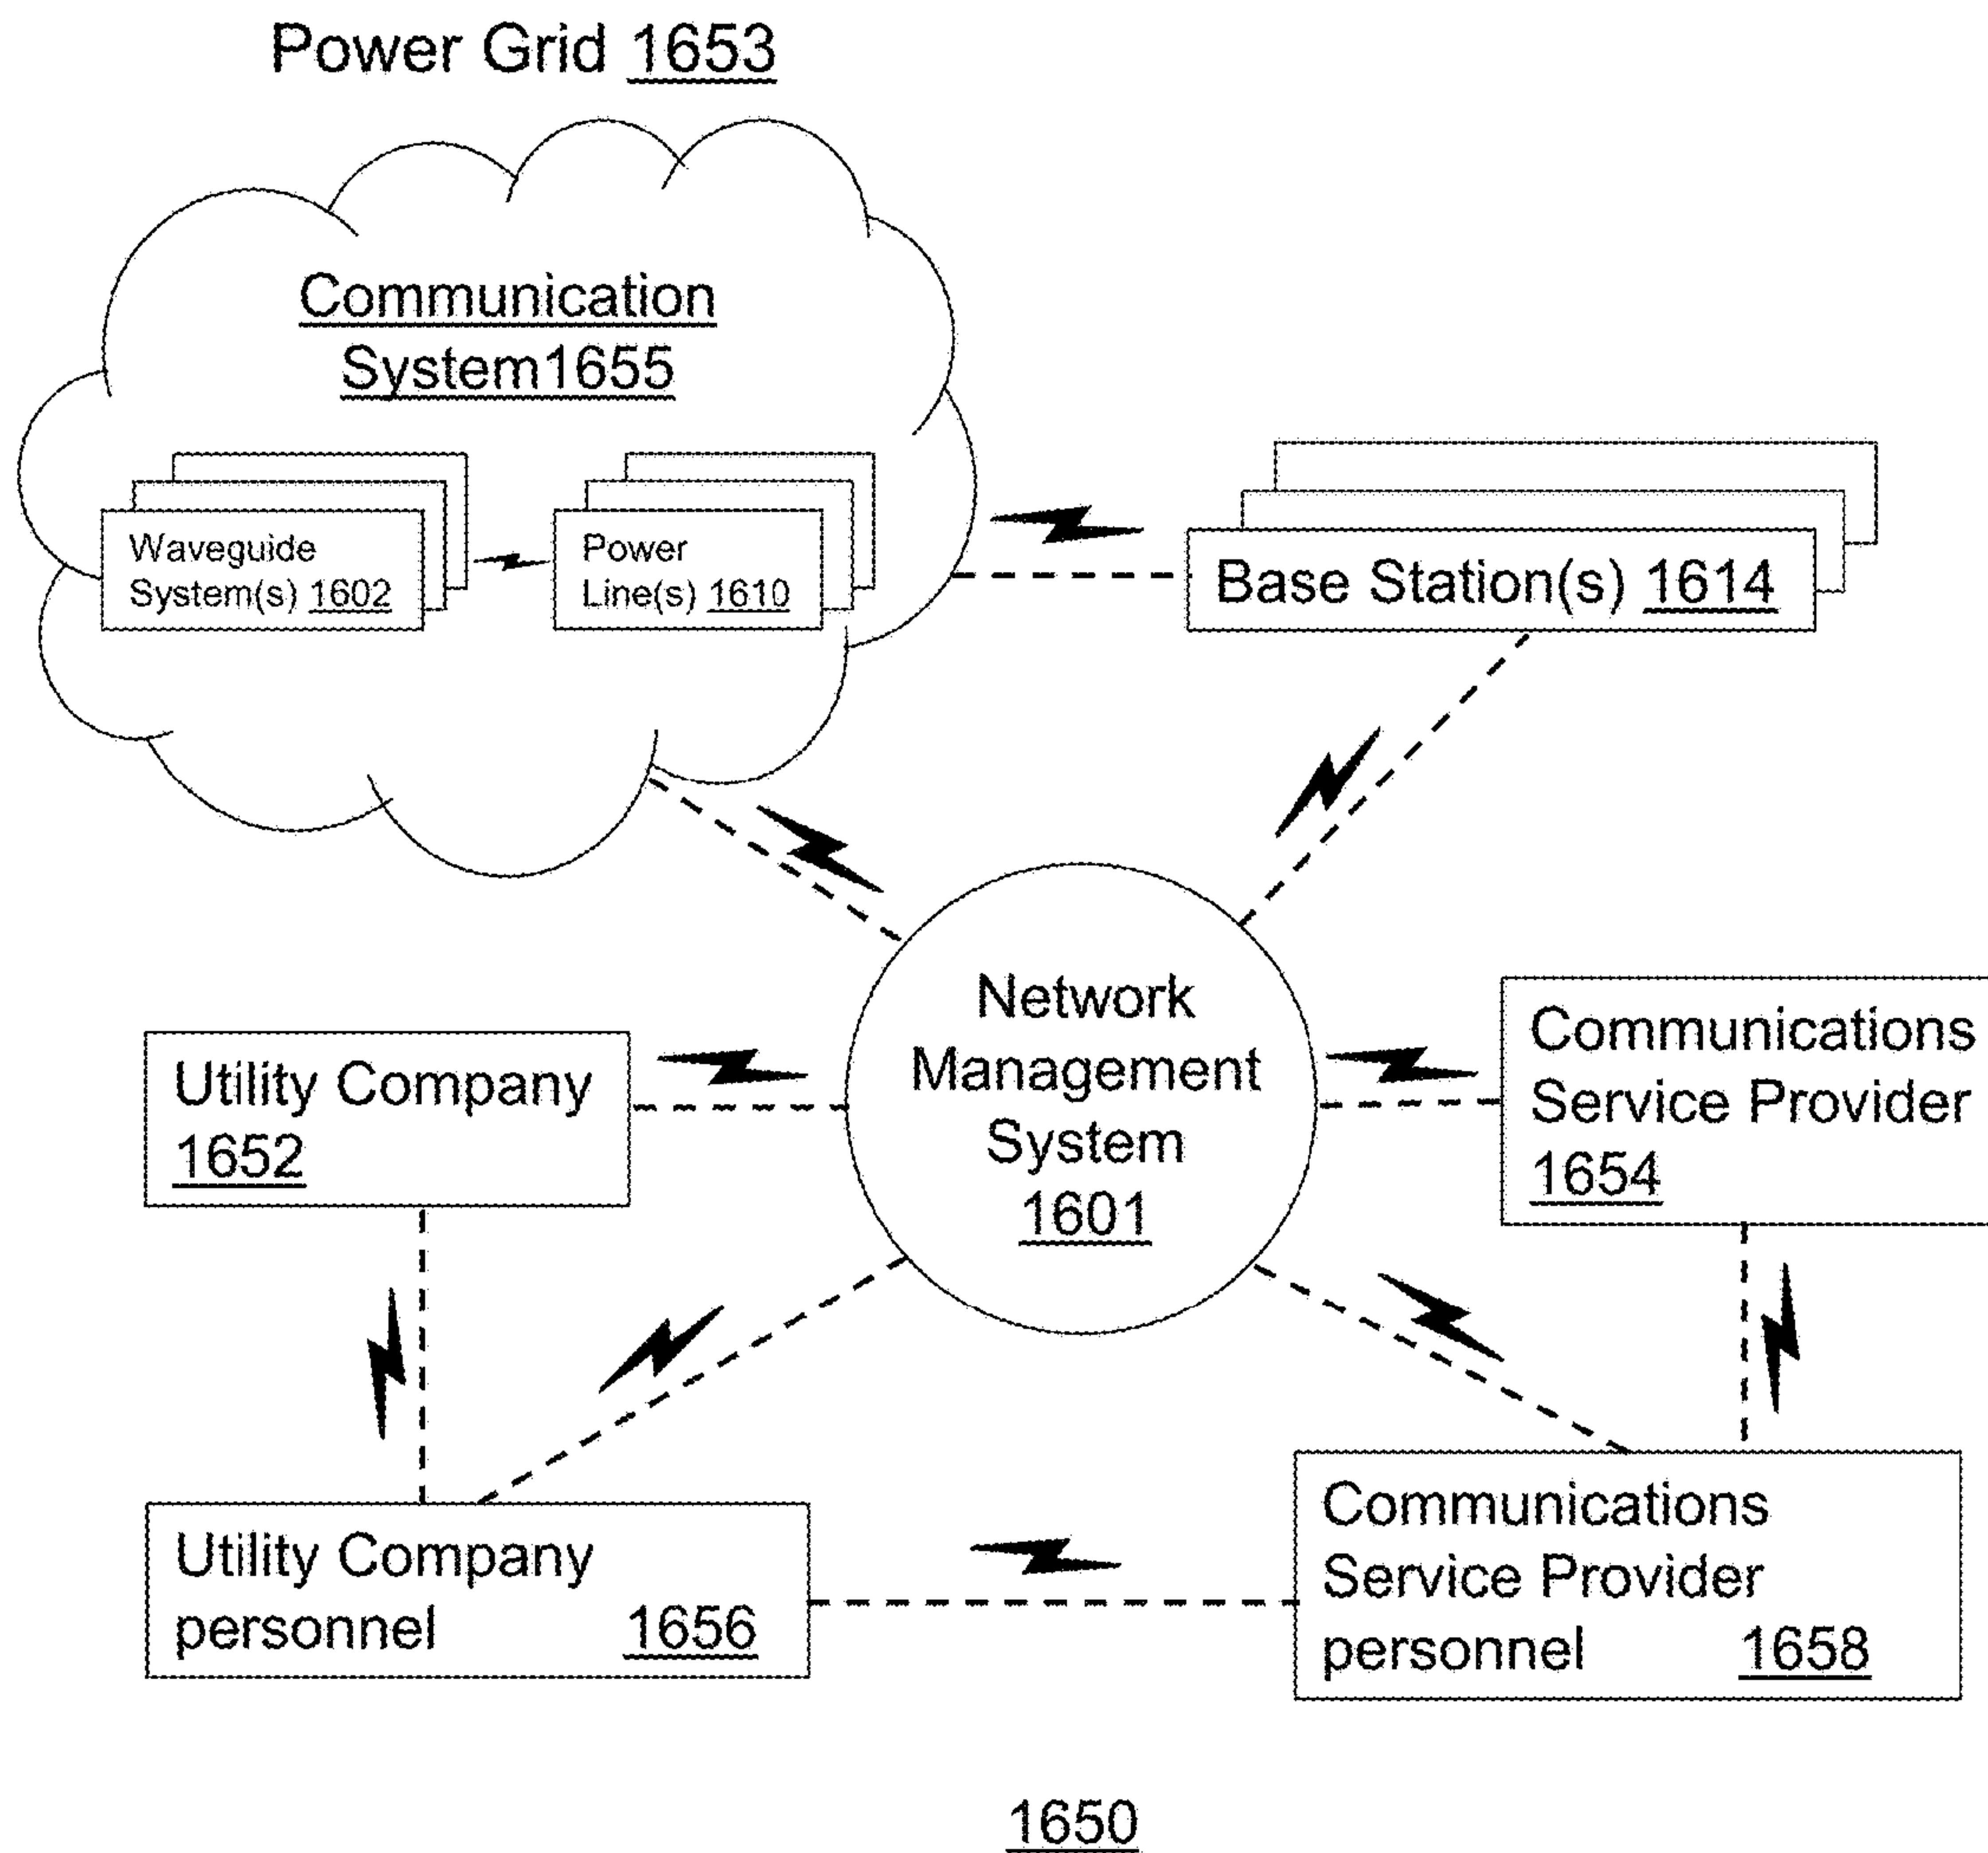 Power Grid 1653
Communication
System1655
Waveguide
System(s) 1602
Power
Line(s) 1610
Base Station(s) 1614
Network
Management
System
1601
Utility Company
1652
Communications
Service Provider
1654
Utility Company
personnel 1656
Communications
Service Provider
personnel 1658
1650